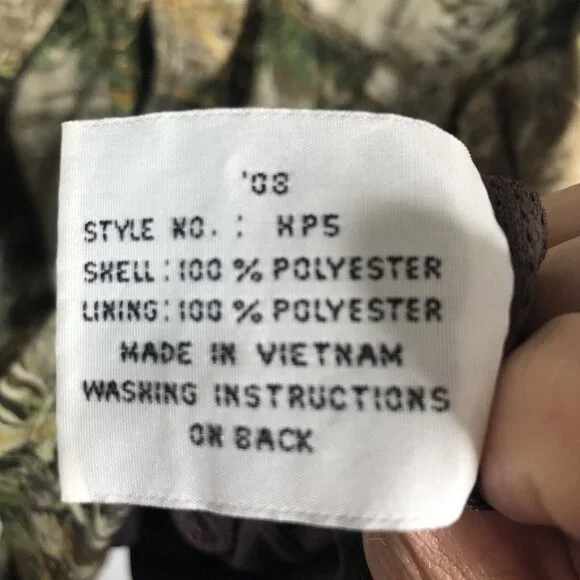 '08
STYLE NO. : HP5
SHELL : 100 % POLYESTER
LINING : 100 % POLYESTER
MADE IN VIETNAM
WASHING INSTRUCTIONS
ON BACK